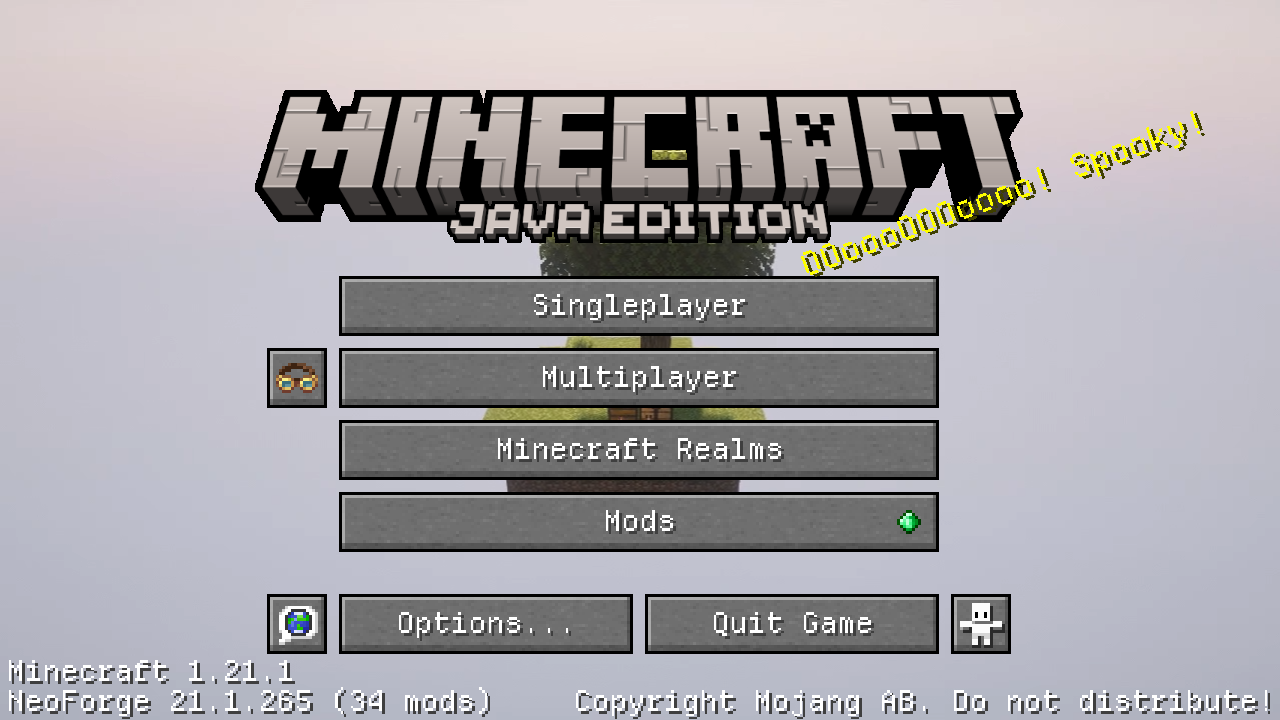 MINECRAFT
JAVA EDITION
OOoooOOOoooo! Spooky!
Singleplayer
Multiplayer
Minecraft Realms
Mods
Options...
Quit Game
Minecraft 1.21.1
NeoForge 21.1.265 (34 mods)
Copyright Mojang AB. Do not distribute!